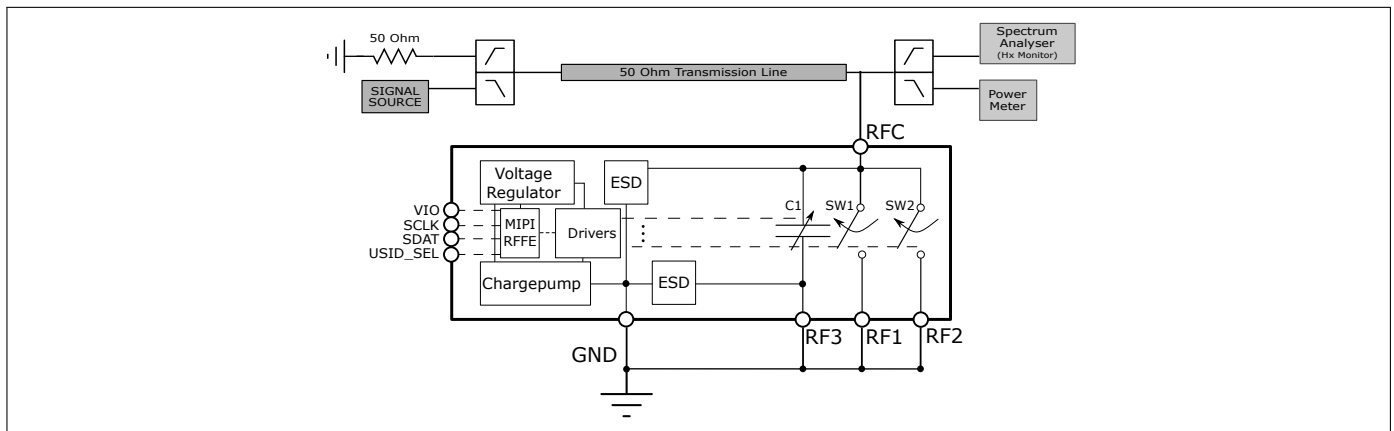 50 Ohm
SIGNAL
SOURCE
50 Ohm Transmission Line
Spectrum
Analyser
(Hx Monitor)
Power
Meter
RFC
Voltage
Regulator
ESD
VIO
SCLK
SDAT
USID_SEL
MIPI
RFFE
Drivers
C1
SW1
SW2
Chargepump
ESD
GND
RF3
RF1
RF2